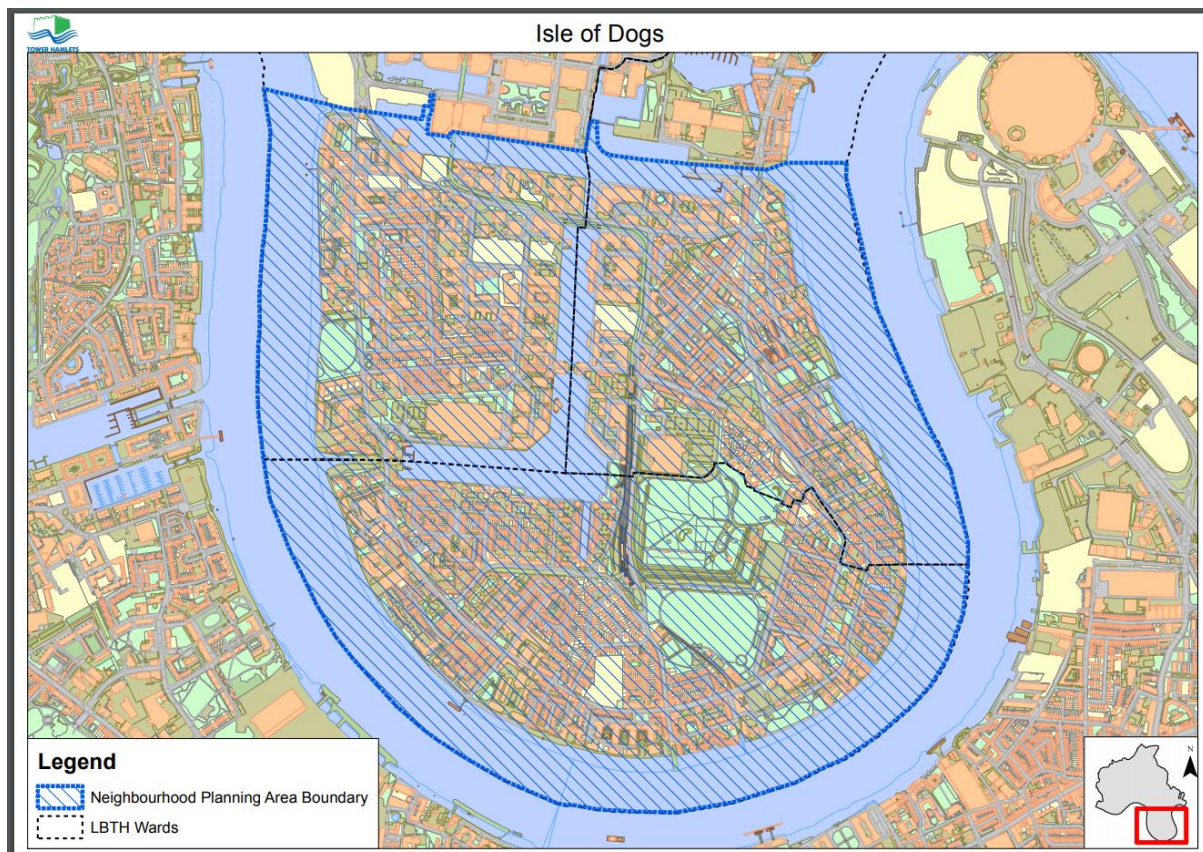 TOWER HAMLETS
Isle of Dogs
Legend
Neighbourhood Planning Area Boundary
LBTH Wards
N